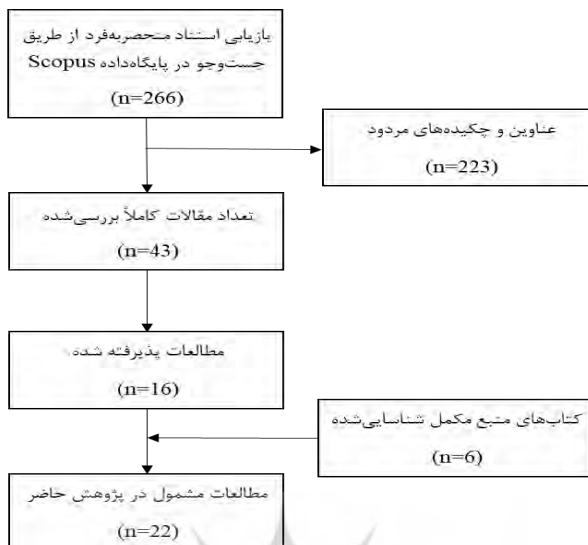 بازیابی اسناد منحصربه‌فرد از طریق
جست‌وجو در پایگاه‌داده Scopus
(n=266)
عناوین و چکیده‌های مردود
(n=223)
تعداد مقالات کاملاً بررسی‌شده
(n=43)
مطالعات پذیرفته شده
(n=16)
کتاب‌های منبع مکمل شناسایی‌شده
(n=6)
مطالعات مشمول در پژوهش حاضر
(n=22)